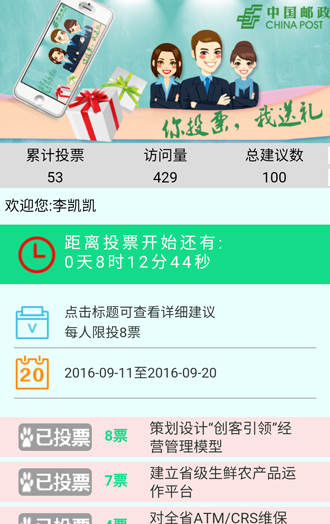 中国邮政
CHINA POST
你投票，我送礼
累计投票 访问量 总建议数
53 429 100
欢迎您:李凯凯
距离投票开始还有:
0天8时12分44秒
点击标题可查看详细建议
每人限投8票
20 2016-09-11至2016-09-20
已投票 8票 策划设计“创客引领”经
营管理模型
已投票 7票 建立省级生鲜农产品运
作平台
已投票 4票 对全省ATM/CRS维保